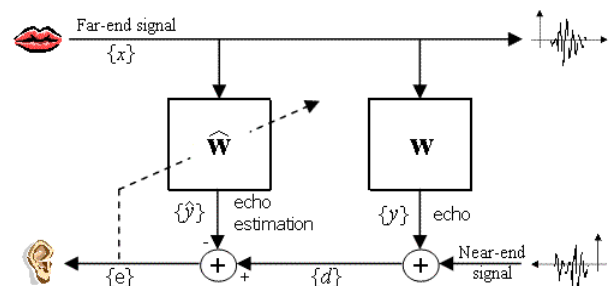 Far-end signal
{x}
ŵ
w
{ŷ}
echo
estimation
{y}
echo
-
+
+
+
{e}
{d}
Near-end
signal